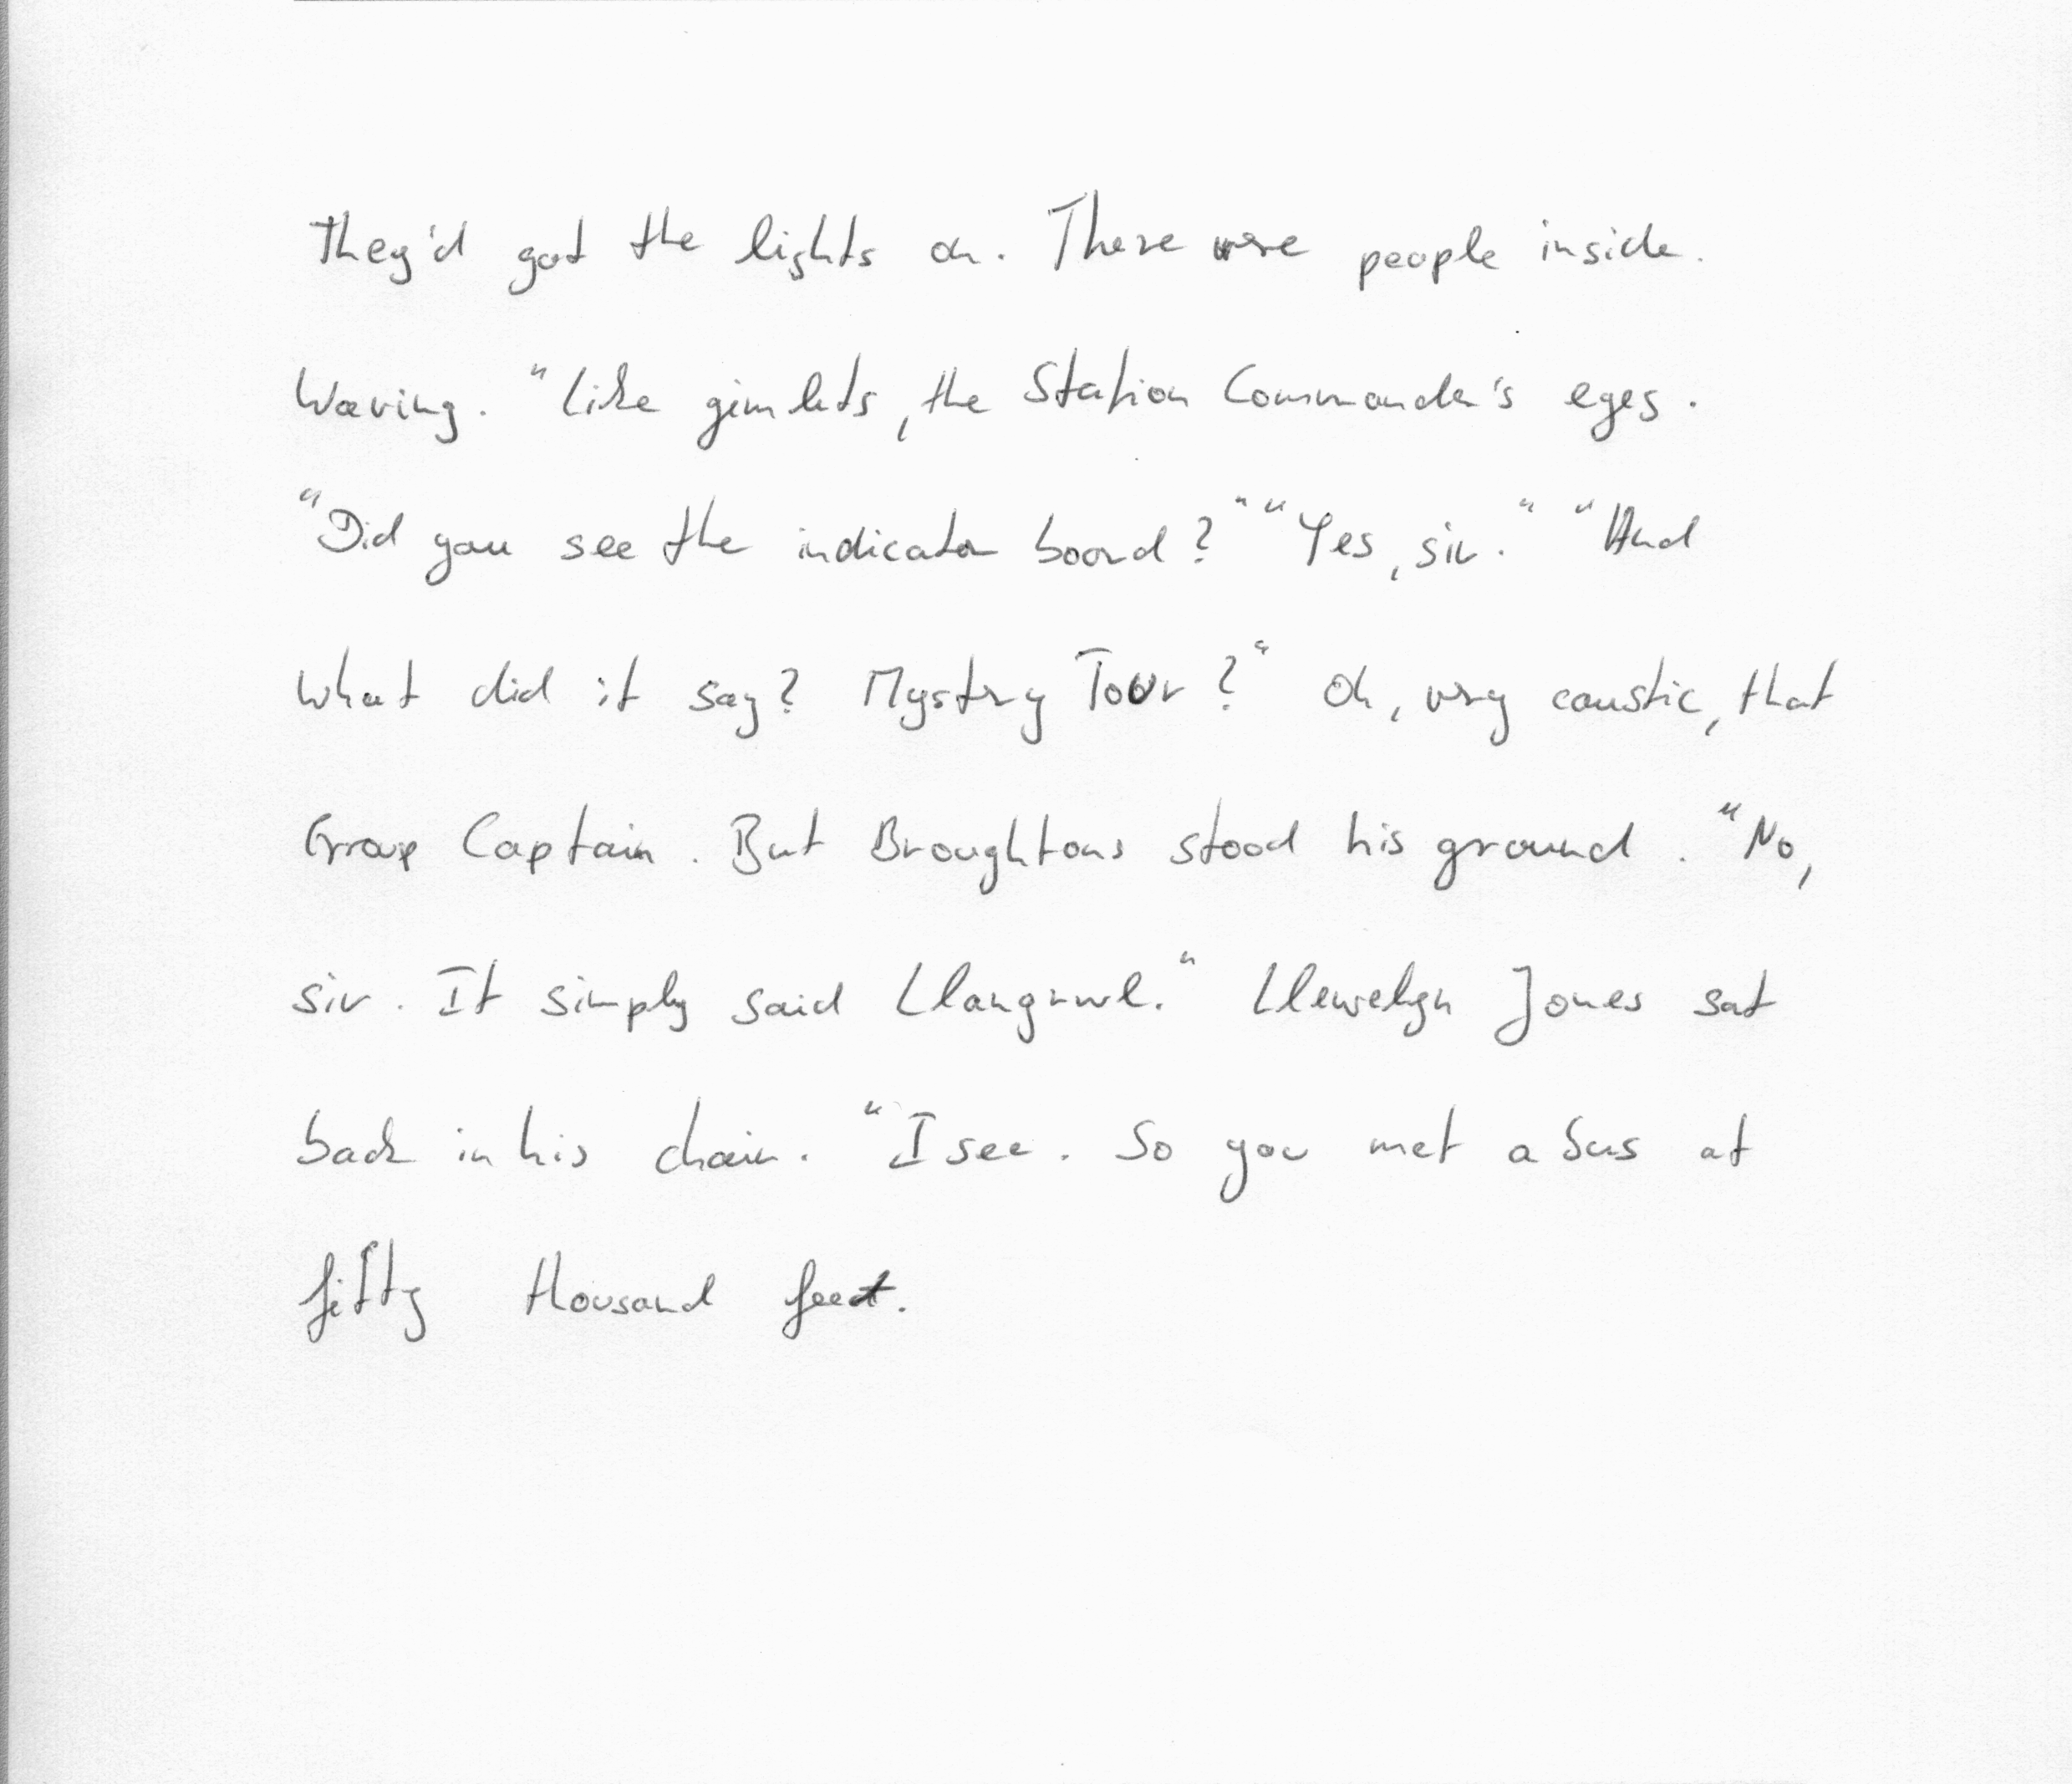 They'd got the lights on. There were people inside.
Waving. "Like gimlets, the Station Commander's eyes.
"Did you see the indicator board?" "Yes, sir." "And
what did it say? Mystery Tour?" Oh, very caustic, that
Group Captain. But Broughtons stood his ground. "No,
sir. It simply said Llangrwl." Llewelyn Jones sat
back in his chair. "I see. So you met a bus at
fifty thousand feet.